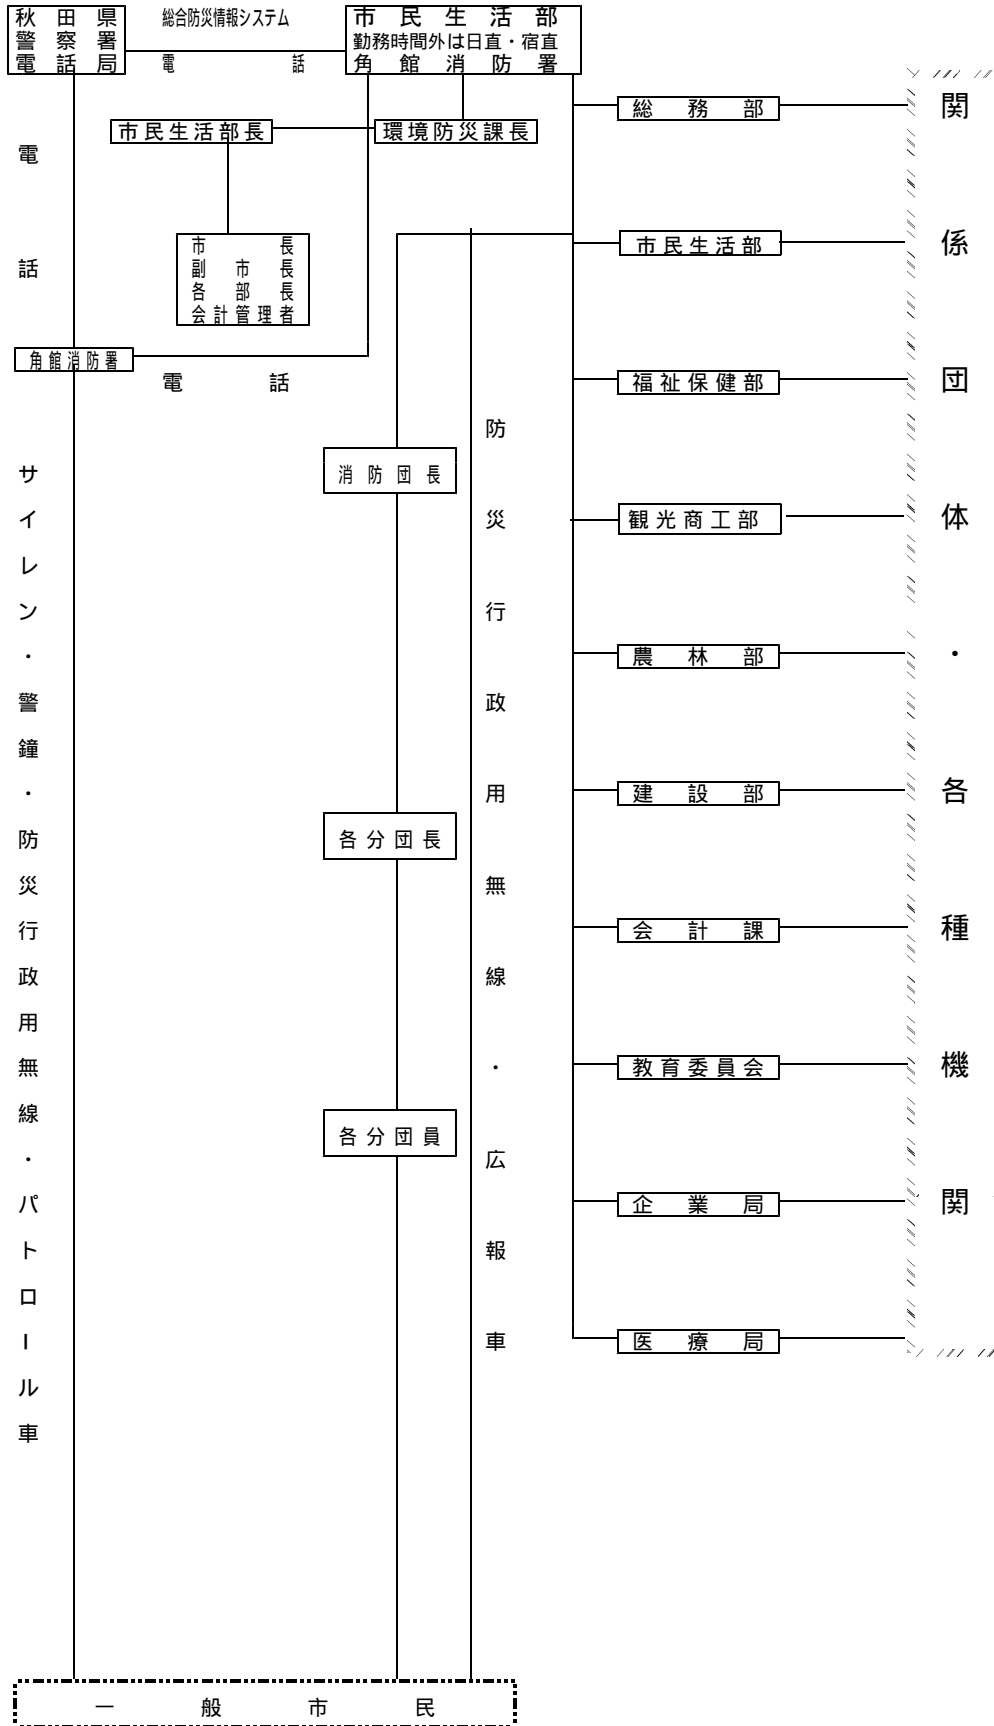 秋田県
警察署
電話局
総合防災情報システム
電話
市民生活部
勤務時間外は日直・宿直
角館消防署
市民生活部長
環境防災課長
電話
市長
副市長
各部長
会計管理者
角館消防署
電話
サイレン・警鐘・防災行政用無線・パトロール車
消防団長
各分団長
各分団員
防災行政用無線・広報車
総務部
市民生活部
福祉保健部
観光商工部
農林部
建設部
会計課
教育委員会
企業局
医療局
関係団体・各種機関
一般市民